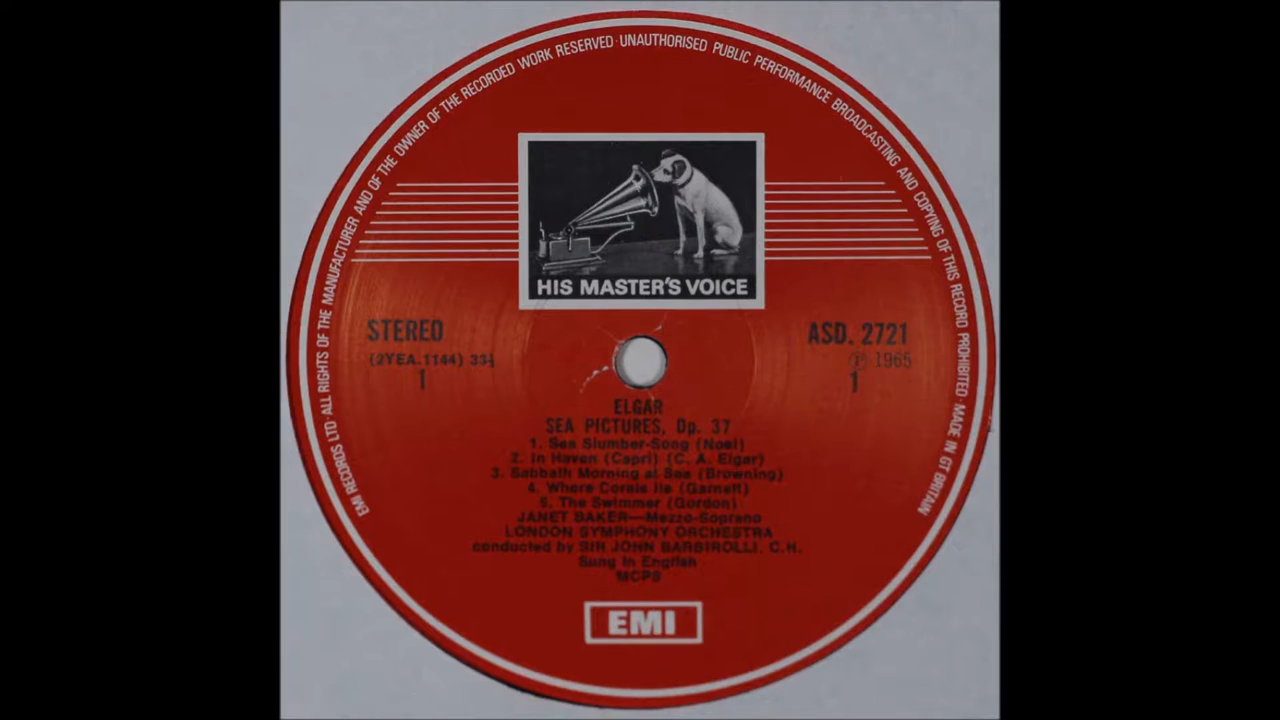 EMI RECORDS LTD · ALL RIGHTS OF THE MANUFACTURER AND OF THE OWNER OF THE RECORDED WORK RESERVED · UNAUTHORISED PUBLIC PERFORMANCE BROADCASTING AND COPYING OF THIS RECORD PROHIBITED · MADE IN GT BRITAIN
HIS MASTER'S VOICE
STEREO
ASD. 2721
(2YEA.1144) 33⅓
Ⓟ 1965
1
1
ELGAR
SEA PICTURES, Op. 37
1. Sea Slumber-Song (Noel)
2. In Haven (Capri) (C. A. Elgar)
3. Sabbath Morning at Sea (Browning)
4. Where Corals lie (Garnett)
5. The Swimmer (Gordon)
JANET BAKER—Mezzo-Soprano
LONDON SYMPHONY ORCHESTRA
conducted by SIR JOHN BARBIROLLI, C.H.
Sung in English
MCPS
EMI